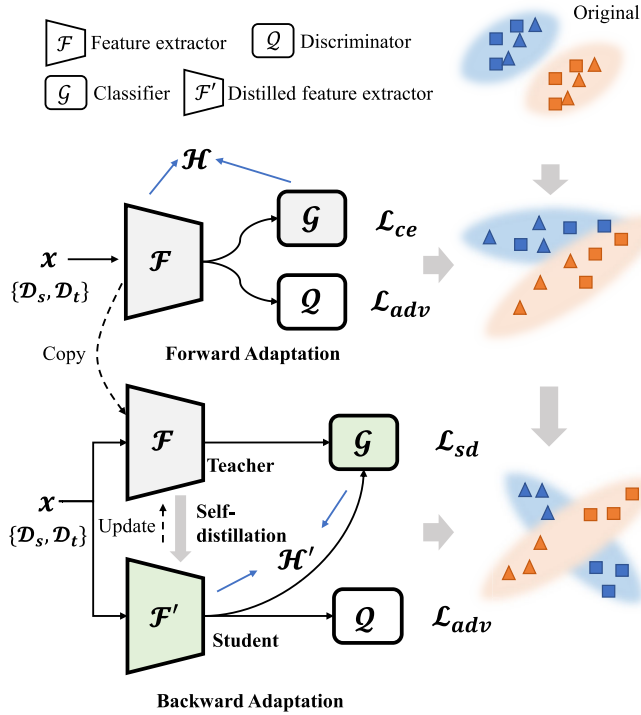 Original
ℱ Feature extractor
𝒬 Discriminator
𝒢 Classifier
ℱ′ Distilled feature extractor
ℋ
𝒢
ℒ_ce
x
ℱ
{𝒟_s, 𝒟_t}
𝒬
ℒ_adv
Copy
Forward Adaptation
ℱ
𝒢
ℒ_sd
Teacher
x
{𝒟_s, 𝒟_t}
Update
Self-
distillation
ℋ′
ℱ′
𝒬
ℒ_adv
Student
Backward Adaptation